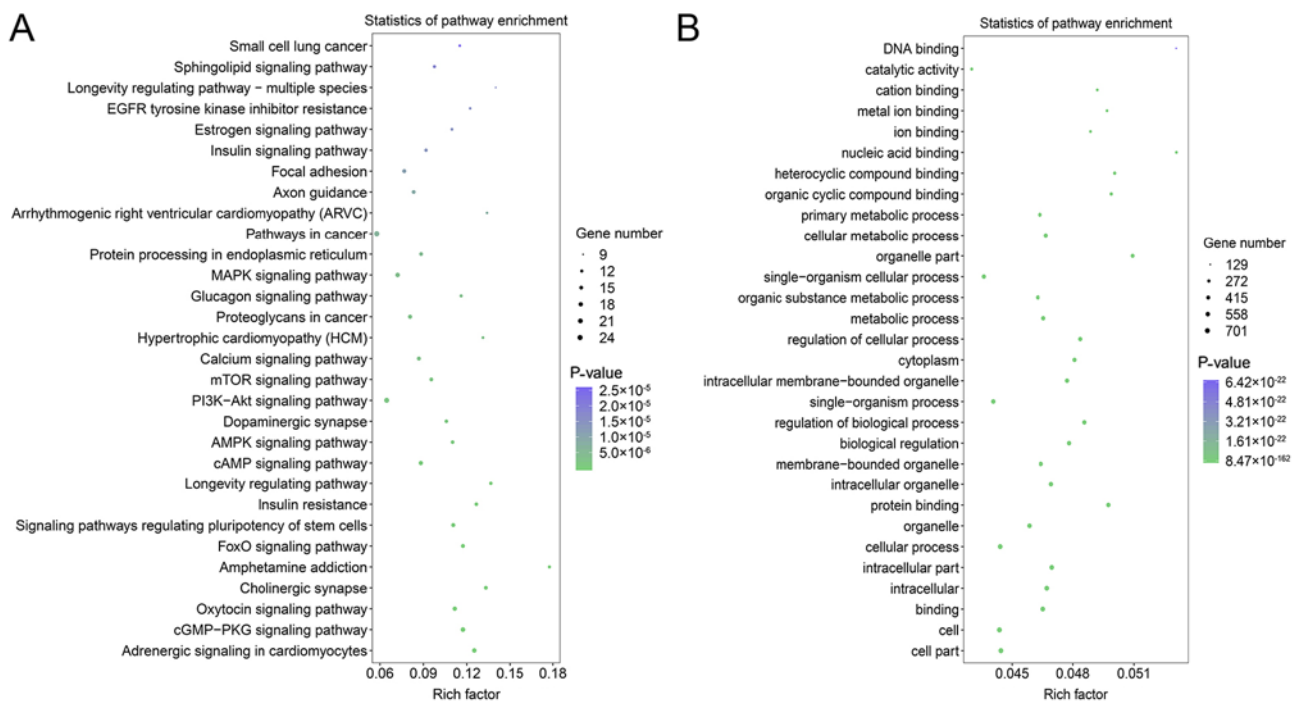 A
Statistics of pathway enrichment
Small cell lung cancer
Sphingolipid signaling pathway
Longevity regulating pathway − multiple species
EGFR tyrosine kinase inhibitor resistance
Estrogen signaling pathway
Insulin signaling pathway
Focal adhesion
Axon guidance
Arrhythmogenic right ventricular cardiomyopathy (ARVC)
Pathways in cancer
Protein processing in endoplasmic reticulum
MAPK signaling pathway
Glucagon signaling pathway
Proteoglycans in cancer
Hypertrophic cardiomyopathy (HCM)
Calcium signaling pathway
mTOR signaling pathway
PI3K−Akt signaling pathway
Dopaminergic synapse
AMPK signaling pathway
cAMP signaling pathway
Longevity regulating pathway
Insulin resistance
Signaling pathways regulating pluripotency of stem cells
FoxO signaling pathway
Amphetamine addiction
Cholinergic synapse
Oxytocin signaling pathway
cGMP−PKG signaling pathway
Adrenergic signaling in cardiomyocytes
0.06 0.09 0.12 0.15 0.18
Rich factor
Gene number
9
12
15
18
21
24
P-value
2.5×10⁻⁵
2.0×10⁻⁵
1.5×10⁻⁵
1.0×10⁻⁵
5.0×10⁻⁶
B
Statistics of pathway enrichment
DNA binding
catalytic activity
cation binding
metal ion binding
ion binding
nucleic acid binding
heterocyclic compound binding
organic cyclic compound binding
primary metabolic process
cellular metabolic process
organelle part
single−organism cellular process
organic substance metabolic process
metabolic process
regulation of cellular process
cytoplasm
intracellular membrane−bounded organelle
single−organism process
regulation of biological process
biological regulation
membrane−bounded organelle
intracellular organelle
protein binding
organelle
cellular process
intracellular part
intracellular
binding
cell
cell part
0.045 0.048 0.051
Rich factor
Gene number
129
272
415
558
701
P-value
6.42×10⁻²²
4.81×10⁻²²
3.21×10⁻²²
1.61×10⁻²²
8.47×10⁻¹⁶²